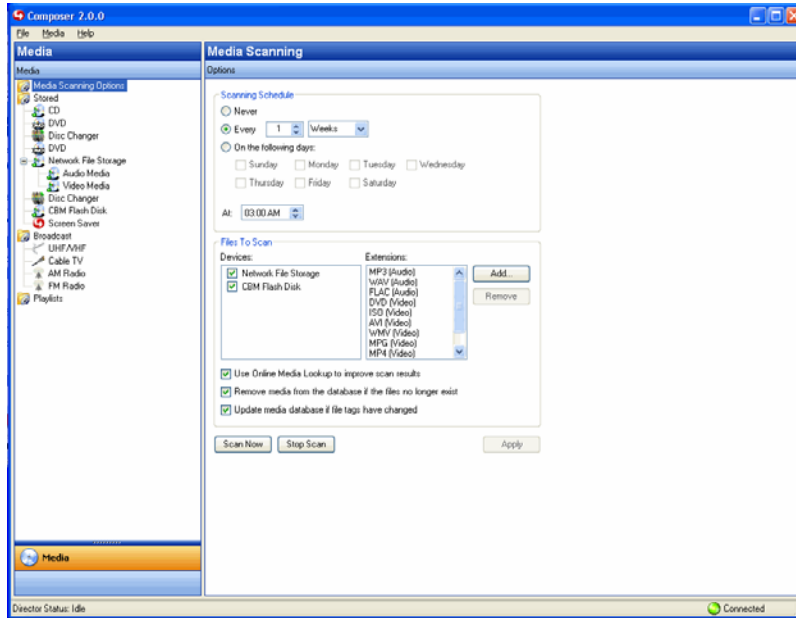 Composer 2.0.0
File Media Help
Media
Media Scanning
Media
Options
Media Scanning Options
Stored
CD
DVD
Disc Changer
DVD
Network File Storage
Audio Media
Video Media
Disc Changer
CBM Flash Disk
Screen Saver
Broadcast
UHF/VHF
Cable TV
AM Radio
FM Radio
Playlists
Scanning Schedule
Never
Every 1 Weeks
On the following days:
Sunday Monday Tuesday Wednesday
Thursday Friday Saturday
At: 03:00 AM
Files To Scan
Devices: Extensions:
Network File Storage
CBM Flash Disk
MP3 (Audio)
WAV (Audio)
FLAC (Audio)
DVD (Video)
ISO (Video)
AVI (Video)
WMV (Video)
MPG (Video)
MP4 (Video)
Add...
Remove
Use Online Media Lookup to improve scan results
Remove media from the database if the files no longer exist
Update media database if file tags have changed
Scan Now Stop Scan Apply
Media
Director Status: Idle
Connected